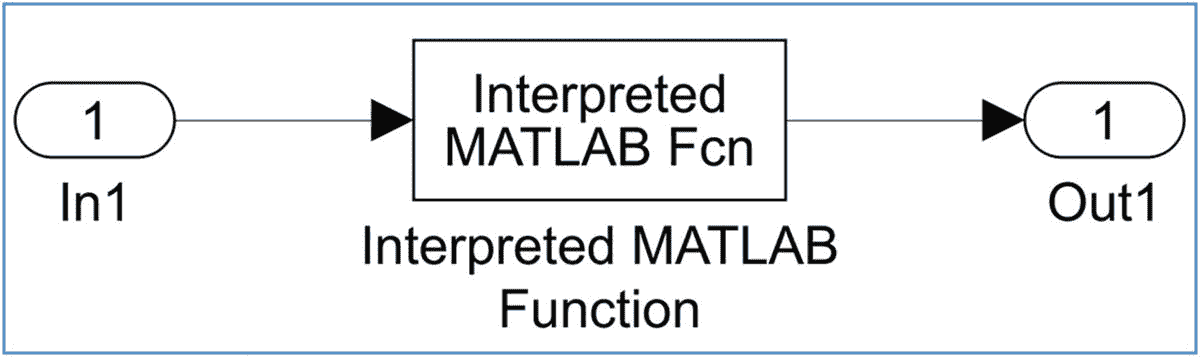 1
In1
Interpreted
MATLAB Fcn
Interpreted MATLAB
Function
1
Out1